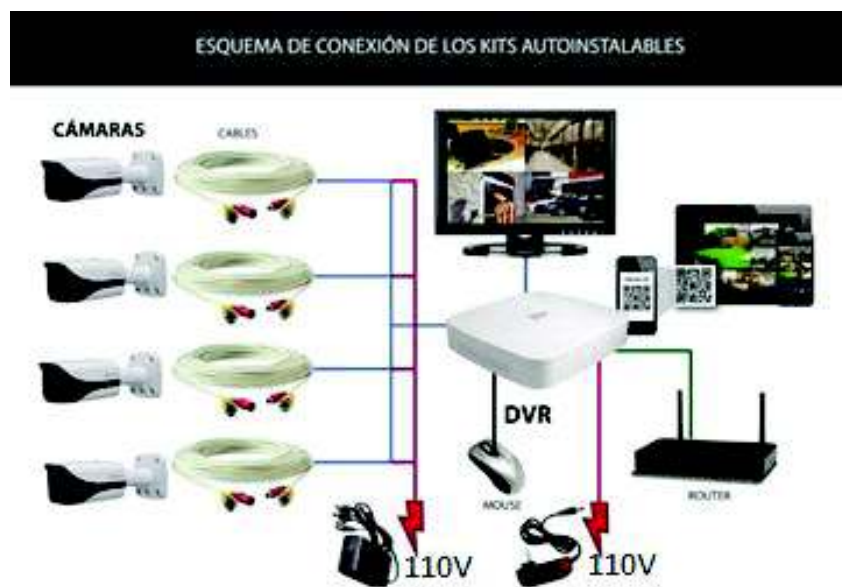 ESQUEMA DE CONEXIÓN DE LOS KITS AUTOINSTALABLES
CÁMARAS
CABLES
DVR
MOUSE
ROUTER
110V
110V